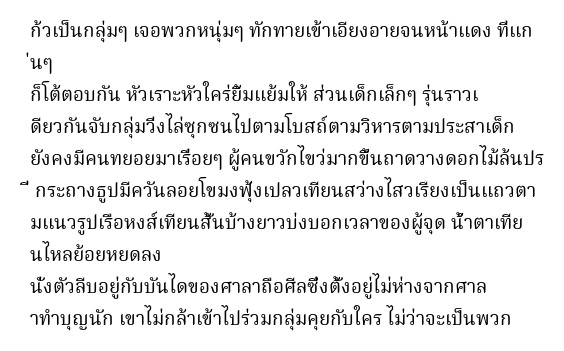 ก้วเป็นกลุ่มๆ เจอพวกหนุ่มๆ ทักทายเข้าเอียงอายจนหน้าแดง ที่แก
่นๆ
ก็โต้ตอบกัน หัวเราะหัวใคร่ยิ้มแย้มให้ ส่วนเด็กเล็กๆ รุ่นราวเ
ดียวกันจับกลุ่มวิ่งไล่ซุกซนไปตามโบสถ์ตามวิหารตามประสาเด็ก
ยังคงมีคนทยอยมาเรื่อยๆ ผู้คนขวักไขว่มากขึ้นถาดวางดอกไม้ล้นปร
ี่ กระถางธูปมีควันลอยโขมงฟุ้งเปลวเทียนสว่างไสวเรียงเป็นแถวตา
มแนวรูปเรือหงส์เทียนสั้นบ้างยาวบ่งบอกเวลาของผู้จุด น้ำตาเทีย
นไหลย้อยหยดลง
นั่งตัวลีบอยู่กับบันไดของศาลาถือศีลซึ่งตั้งอยู่ไม่ห่างจากศาล
าทำบุญนัก เขาไม่กล้าเข้าไปร่วมกลุ่มคุยกับใคร ไม่ว่าจะเป็นพวก